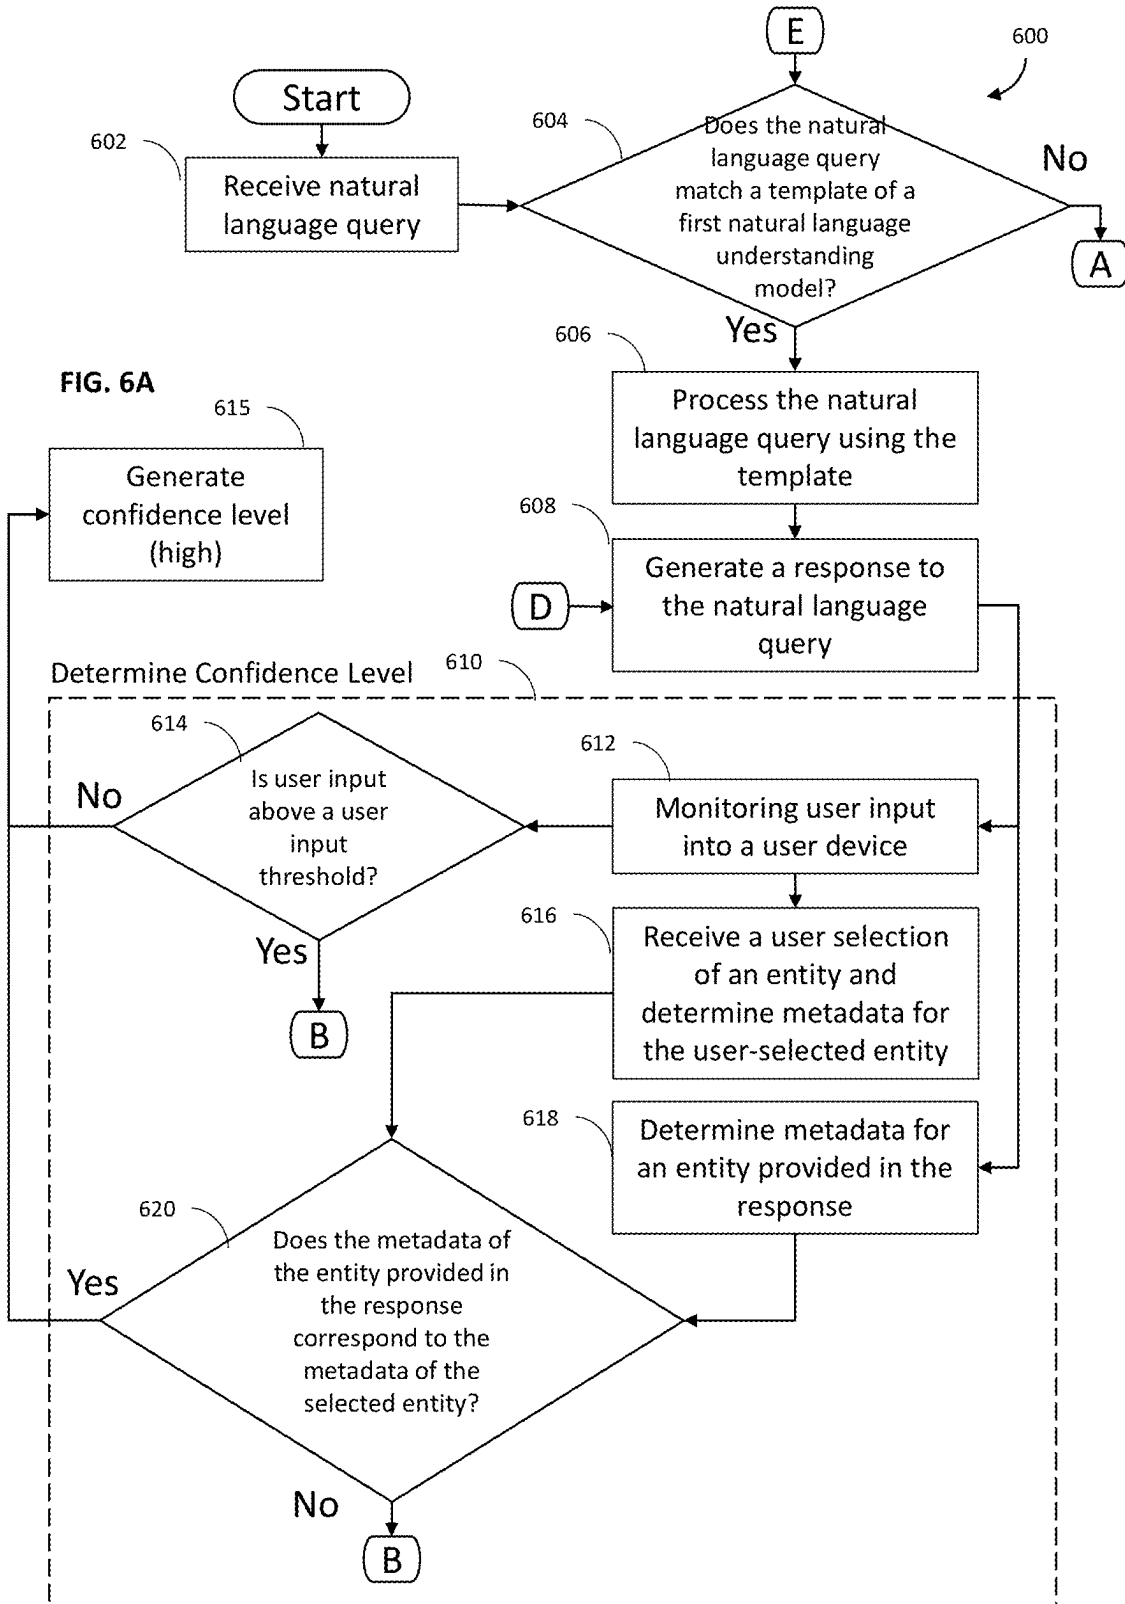 E
600
Start
604
602
Does the natural
language query
match a template of a
first natural language
understanding
model?
No
Receive natural
language query
A
Yes
606
FIG. 6A
Process the natural
language query using the
template
615
Generate
confidence level
(high)
608
Generate a response to
the natural language
query
D
Determine Confidence Level
610
614
612
Is user input
above a user
input
threshold?
No
Monitoring user input
into a user device
Yes
616
Receive a user selection
of an entity and
determine metadata for
the user-selected entity
B
618
Determine metadata for
an entity provided in the
response
620
Does the metadata of
the entity provided in
the response
correspond to the
metadata of the
selected entity?
Yes
No
B